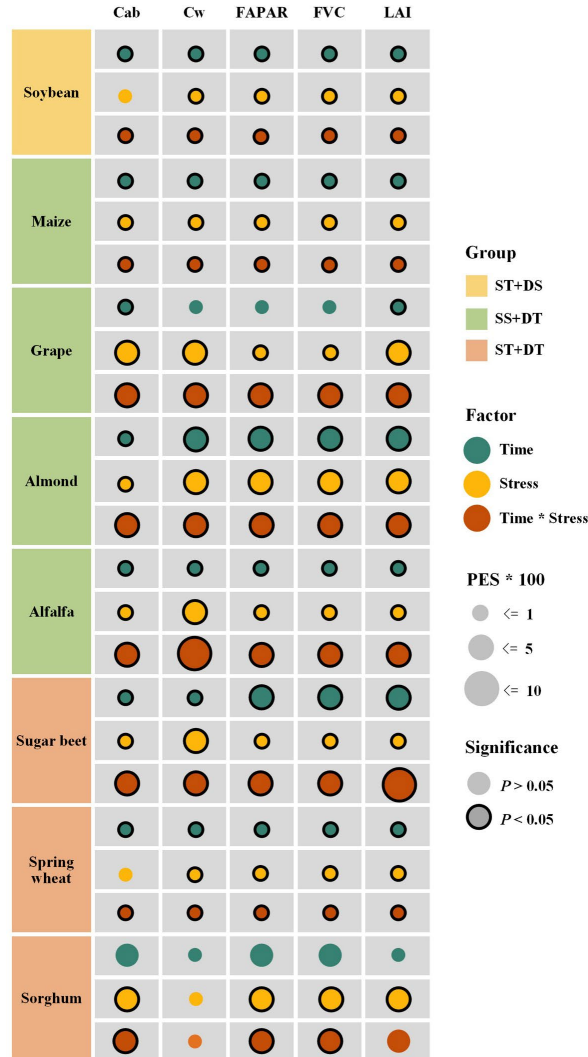 Cab Cw FAPAR FVC LAI
Soybean
Maize
Grape
Almond
Alfalfa
Sugar beet
Spring
wheat
Sorghum
Group
ST+DS
SS+DT
ST+DT
Factor
Time
Stress
Time * Stress
PES * 100
<= 1
<= 5
<= 10
Significance
P > 0.05
P < 0.05